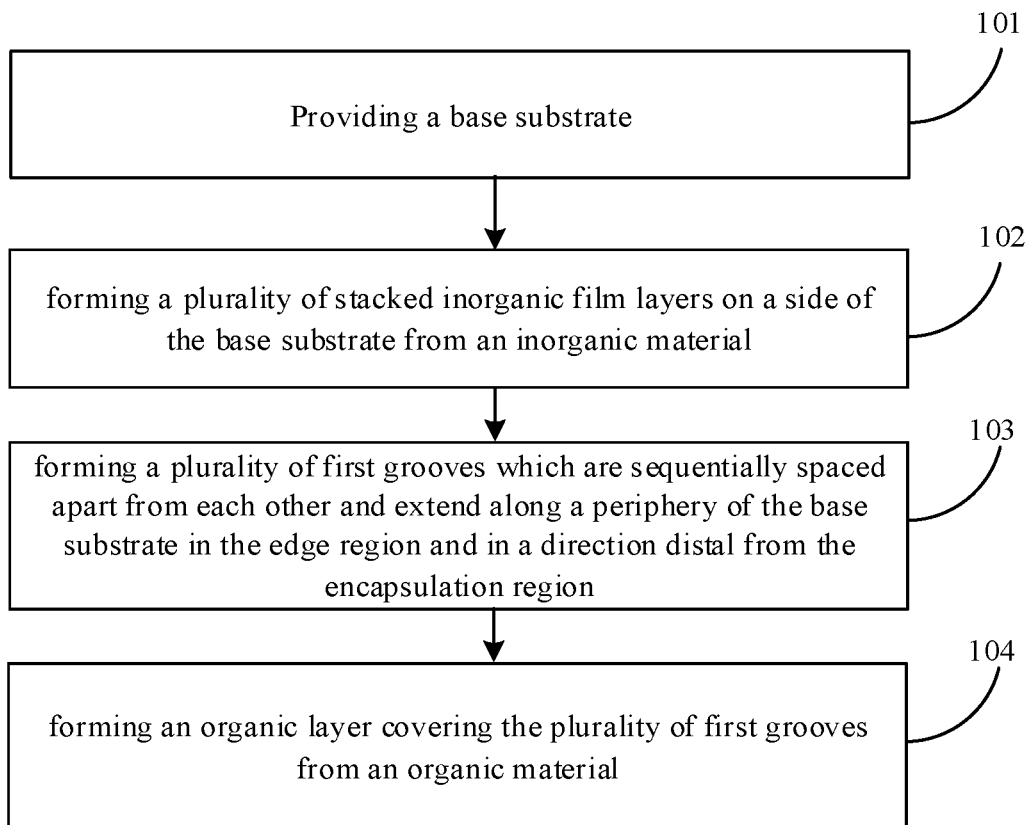 101
Providing a base substrate
102
forming a plurality of stacked inorganic film layers on a side of
the base substrate from an inorganic material
103
forming a plurality of first grooves which are sequentially spaced
apart from each other and extend along a periphery of the base
substrate in the edge region and in a direction distal from the
encapsulation region
104
forming an organic layer covering the plurality of first grooves
from an organic material